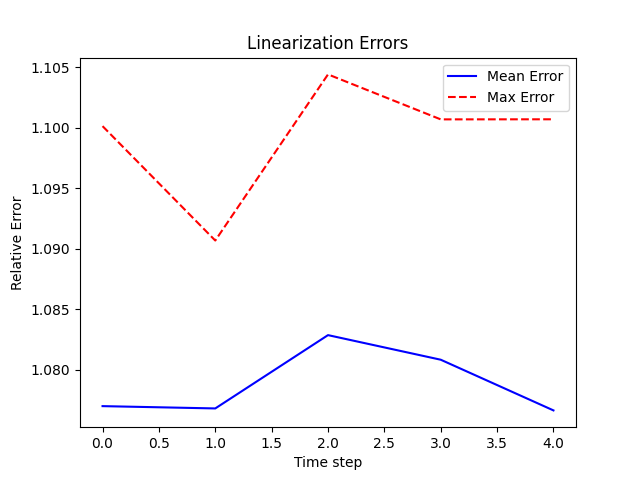 Linearization Errors
Mean Error
Max Error
Relative Error
1.105
1.100
1.095
1.090
1.085
1.080
0.0 0.5 1.0 1.5 2.0 2.5 3.0 3.5 4.0
Time step